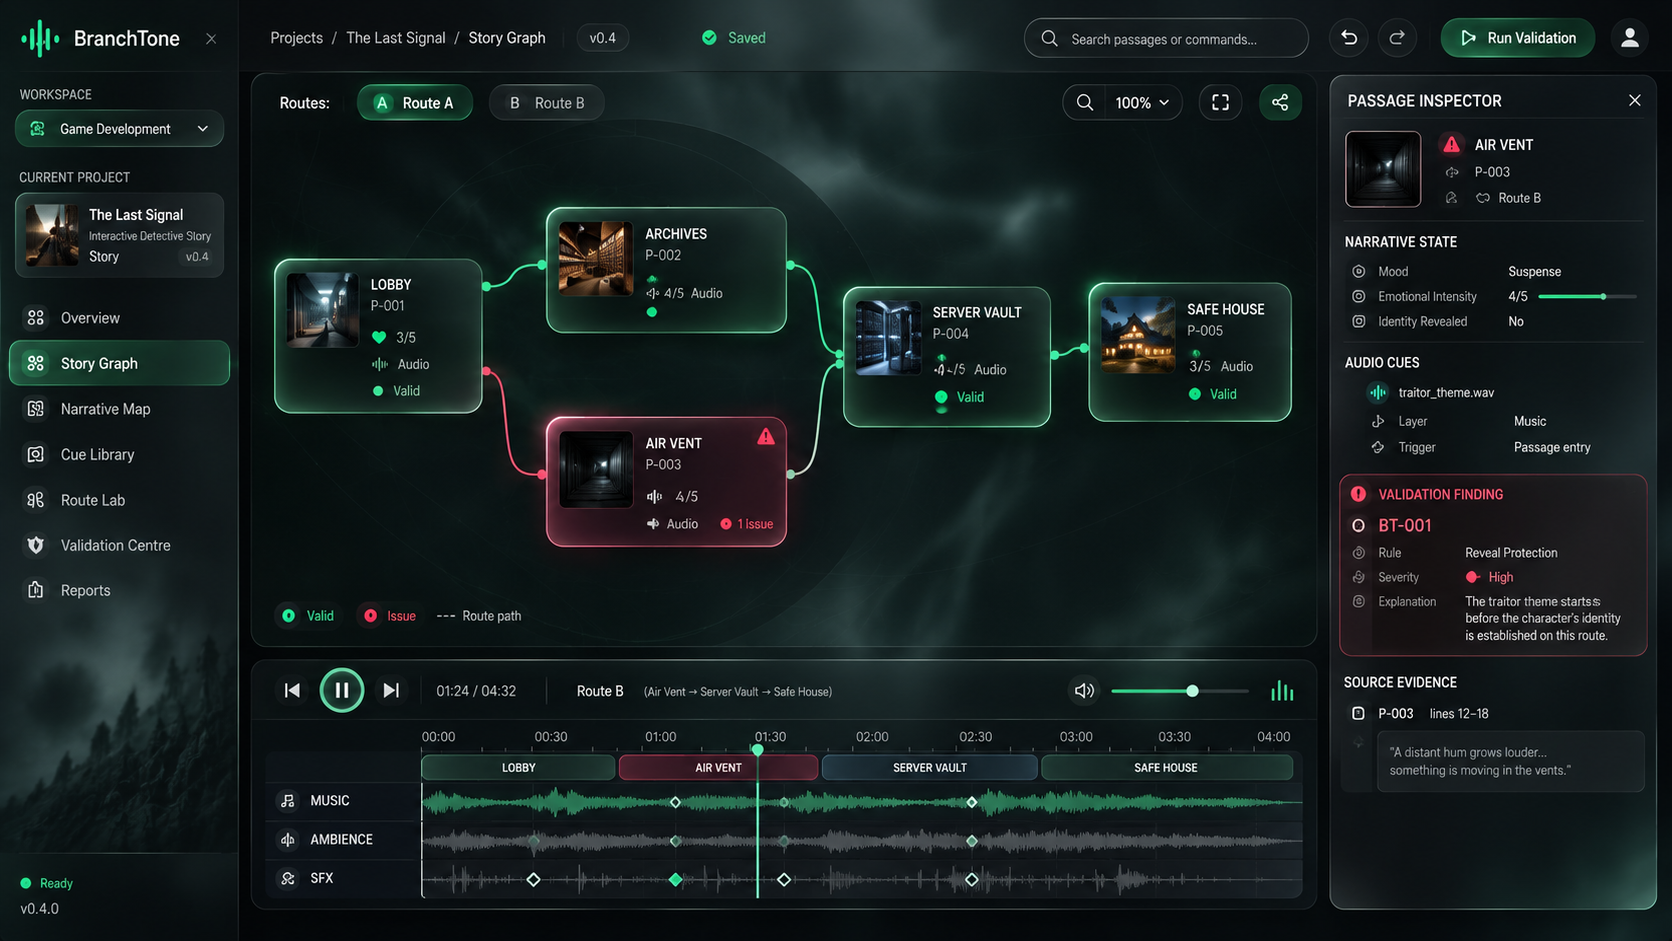 BranchTone
WORKSPACE
Game Development
CURRENT PROJECT
The Last Signal
Interactive Detective Slory
Story v0.4
Overview
Story Graph
Narrative Map
Cue Library
Route Lab
Validation Centre
Reports
Ready
v0.4.0
Projects / The Last Signal / Story Graph v0.4
Saved
Search passages or commands...
Run Validation
Routes: A Route A B Route B
100%
LOBBY
P-001
3/5
Audio
Valid
ARCHIVES
P-002
4/5 Audio
AIR VENT
P-003
4/5
Audio 1 Issue
SERVER VAULT
P-004
/5 Audio
Valid
SAFE HOUSE
P-005
3/5 Audio
Valid
Valid Issue --- Route path
01:24 / 04:32 Route B (Air Vent → Server Vault → Safe House)
00:00 00:30 01:00 01:30 02:00 02:30 03:00 03:30 04:00
LOBBY AIR VENT SERVER VAULT SAFE HOUSE
MUSIC
AMBIENCE
SFX
PASSAGE INSPECTOR
AIR VENT
P-003
Route B
NARRATIVE STATE
Mood Suspense
Emotional Intensity 4/5
Identity Revealed No
AUDIO CUES
traitor_theme.wav
Layer Music
Trigger Passage entry
VALIDATION FINDING
BT-001
Rule Reveal Protection
Severity High
Explanation The traitor theme starts
before the character's identity
is established on this route.
SOURCE EVIDENCE
P-003 lines 12–18
"A distant hum grows louder...
something is moving in the vents."